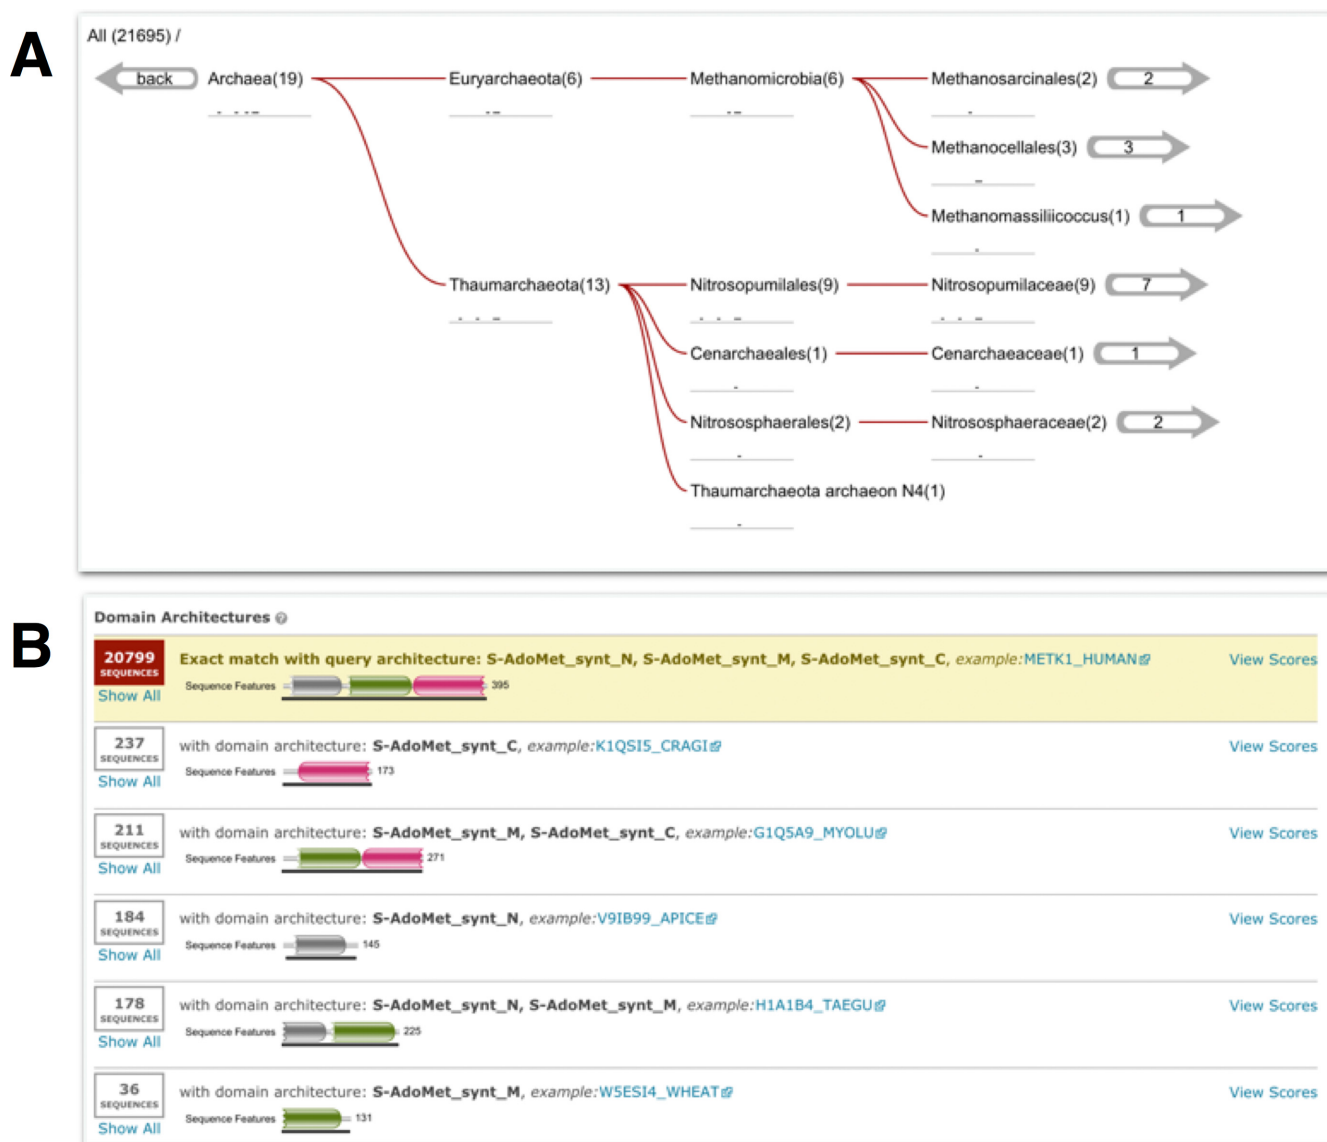 A
All (21695) /
back Archaea(19) Euryarchaeota(6) Methanomicrobia(6) Methanosarcinales(2) 2
Methanocellales(3) 3
Methanomassiliicoccus(1) 1
Thaumarchaeota(13) Nitrosopumilales(9) Nitrosopumilaceae(9) 7
Cenarchaeales(1) Cenarchaeaceae(1) 1
Nitrososphaerales(2) Nitrososphaeraceae(2) 2
Thaumarchaeota archaeon N4(1)
B
Domain Architectures ?
20799 SEQUENCES Exact match with query architecture: S-AdoMet_synt_N, S-AdoMet_synt_M, S-AdoMet_synt_C, example:METK1_HUMAN View Scores
Show All Sequence Features 395
237 SEQUENCES with domain architecture: S-AdoMet_synt_C, example:K1QSI5_CRAGI View Scores
Show All Sequence Features 173
211 SEQUENCES with domain architecture: S-AdoMet_synt_M, S-AdoMet_synt_C, example:G1Q5A9_MYOLU View Scores
Show All Sequence Features 271
184 SEQUENCES with domain architecture: S-AdoMet_synt_N, example:V9IB99_APICE View Scores
Show All Sequence Features 145
178 SEQUENCES with domain architecture: S-AdoMet_synt_N, S-AdoMet_synt_M, example:H1A1B4_TAEGU View Scores
Show All Sequence Features 225
36 SEQUENCES with domain architecture: S-AdoMet_synt_M, example:W5ESI4_WHEAT View Scores
Show All Sequence Features 131